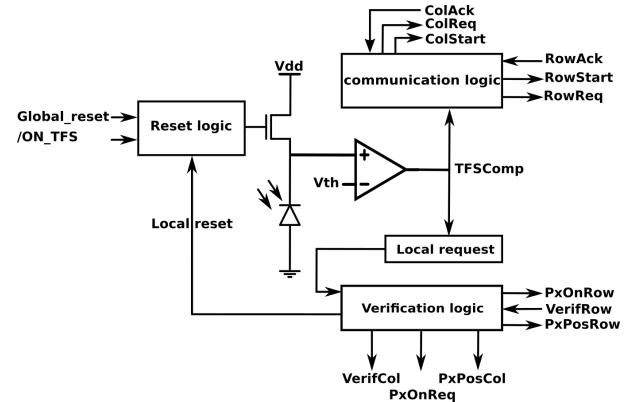 ColAck
ColReq
ColStart
Vdd
communication logic
RowAck
RowStart
RowReq
Global_reset
/ON_TFS
Reset logic
+
Vth
−
TFSComp
Local reset
Local request
Verification logic
PxOnRow
VerifRow
PxPosRow
VerifCol
PxPosCol
PxOnReq